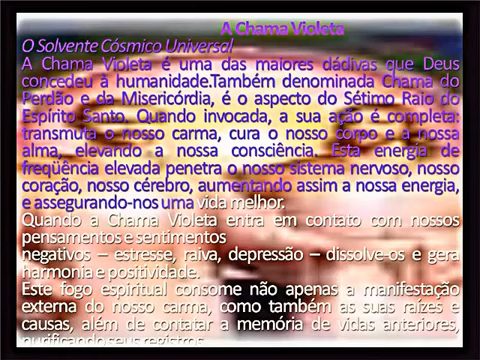 A Chama Violeta
O Solvente Cósmico Universal
A Chama Violeta é uma das maiores dádivas que Deus
concedeu à humanidade.Também denominada Chama do
Perdão e da Misericórdia, é o aspecto do Sétimo Raio do
Espírito Santo. Quando invocada, a sua ação é completa:
transmuta o nosso carma, cura o nosso corpo e a nossa
alma, elevando a nossa consciência. Esta energia de
freqüência elevada penetra o nosso sistema nervoso, nosso
coração, nosso cérebro, aumentando assim a nossa energia,
e assegurando-nos uma vida melhor.
Quando a Chama Violeta entra em contato com nossos
pensamentos e sentimentos
negativos – estresse, raiva, depressão – dissolve-os e gera
harmonia e positividade.
Este fogo espiritual consome não apenas a manifestação
externa do nosso carma, como também as suas raízes e
causas, além de contatar a memória de vidas anteriores,
purificando seus registros